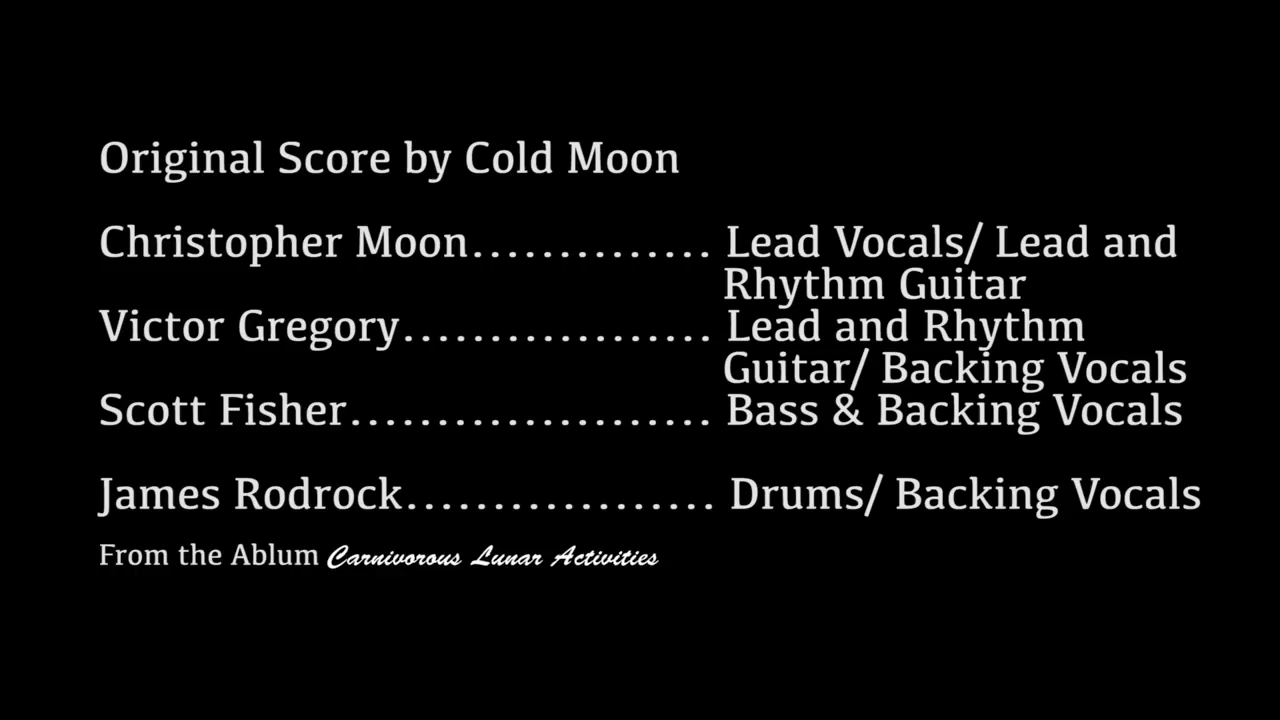 Original Score by Cold Moon
Christopher Moon.............. Lead Vocals/ Lead and
Rhythm Guitar
Victor Gregory.................. Lead and Rhythm
Guitar/ Backing Vocals
Scott Fisher..................... Bass & Backing Vocals
James Rodrock.................. Drums/ Backing Vocals
From the Ablum Carnivorous Lunar Activities